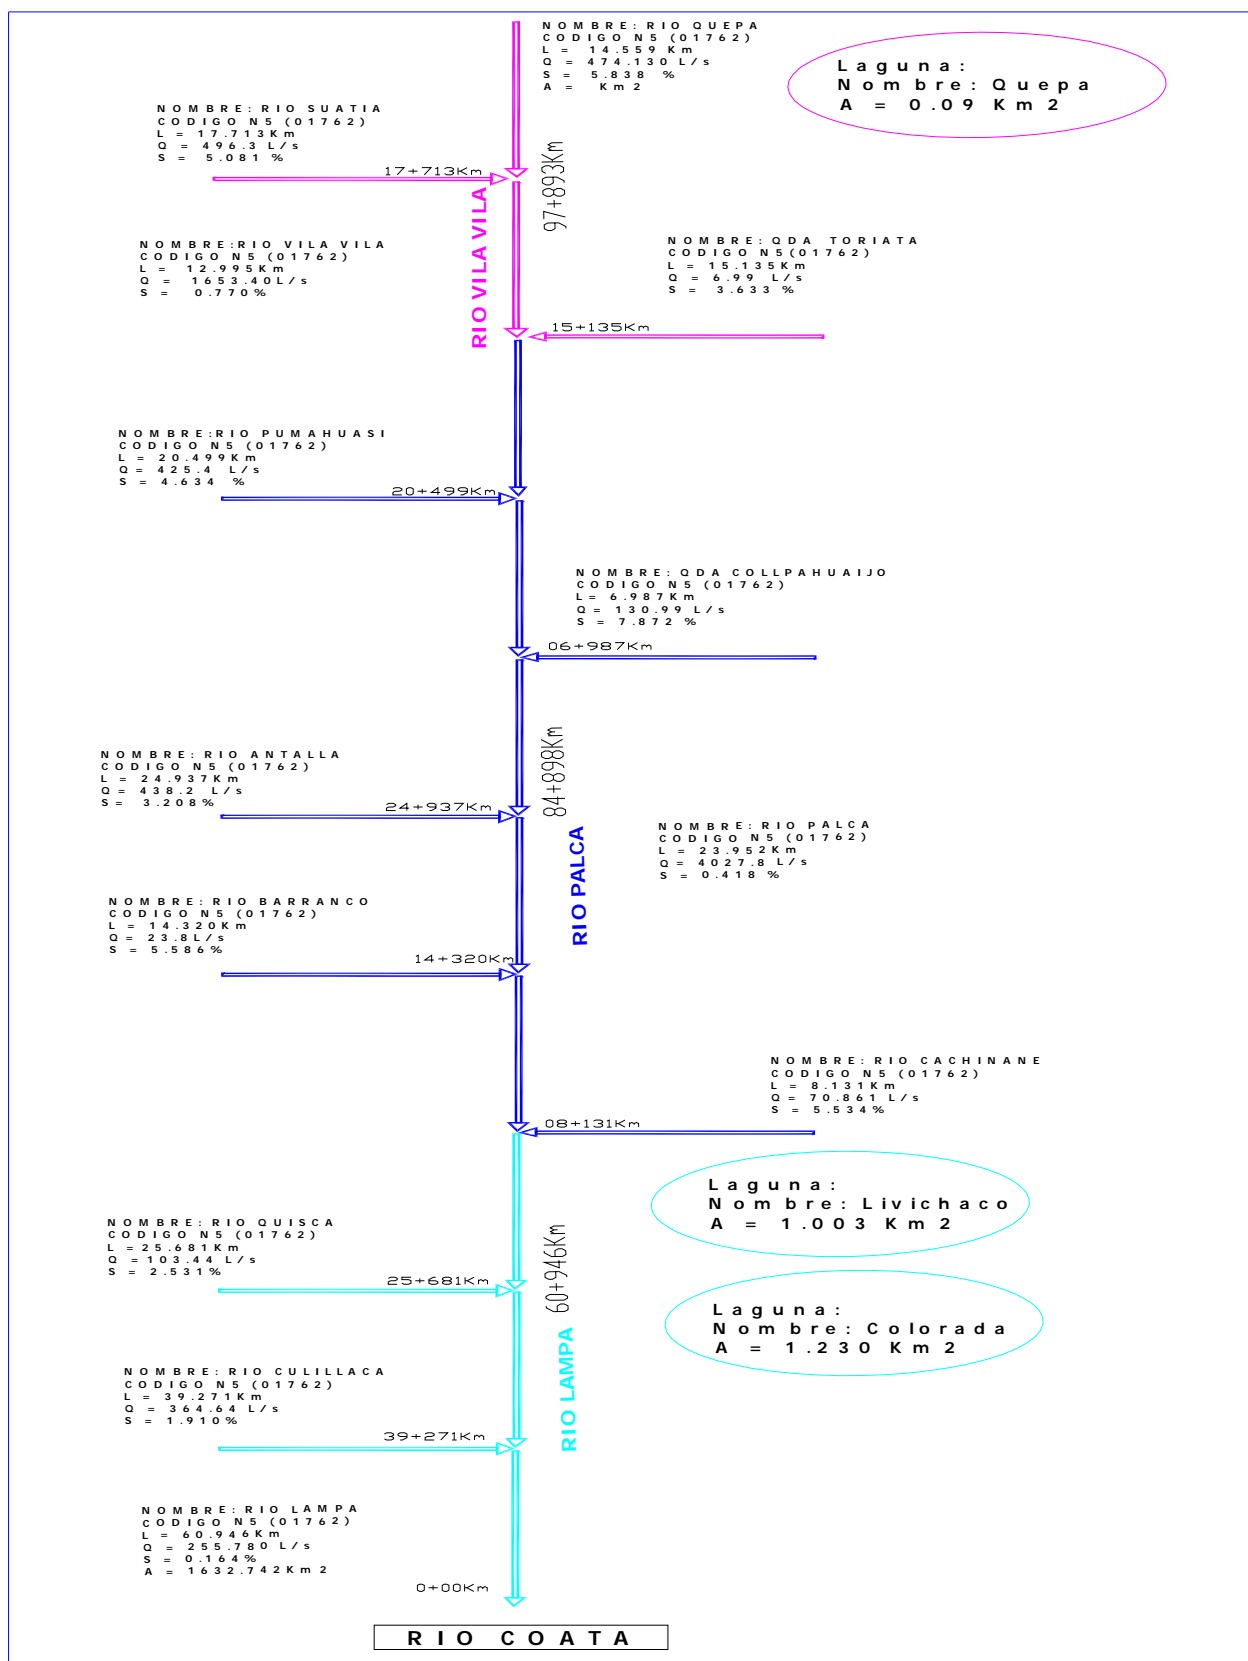 NOMBRE: RIO QUEPA
CODIGO N5 (01762)
L = 14.559 Km
Q = 474.130 L/s
S = 5.838 %
A = Km2
Laguna:
Nombre: Quepa
A = 0.09 Km2
NOMBRE: RIO SUATIA
CODIGO N5 (01762)
L = 17.713Km
Q = 496.3 L/s
S = 5.081 %
17+713Km
97+893Km
RIO VILA VILA
NOMBRE:RIO VILA VILA
CODIGO N5 (01762)
L = 12.995Km
Q = 1653.40L/s
S = 0.770%
NOMBRE: QDA TORIATA
CODIGO N5(01762)
L = 15.135Km
Q = 6.99 L/s
S = 3.633 %
15+135Km
NOMBRE:RIO PUMAHUASI
CODIGO N5 (01762)
L = 20.499Km
Q = 425.4 L/s
S = 4.634 %
20+499Km
NOMBRE: QDA COLLPAHUAIJO
CODIGO N5 (01762)
L= 6.987Km
Q = 130.99 L/s
S = 7.872 %
06+987Km
NOMBRE: RIO ANTALLA
CODIGO N5 (01762)
L = 24.937Km
Q = 438.2 L/s
S = 3.208%
24+937Km
84+898Km
RIO PALCA
NOMBRE: RIO PALCA
CODIGO N5 (01762)
L = 23.952Km
Q = 4027.8 L/s
S = 0.418 %
NOMBRE: RIO BARRANCO
CODIGO N5 (01762)
L = 14.320Km
Q = 23.8L/s
S = 5.586%
14+320Km
NOMBRE: RIO CACHINANE
CODIGO N5 (01762)
L = 8.131Km
Q = 70.861 L/s
S = 5.534%
08+131Km
Laguna:
Nombre: Livichaco
A = 1.003 Km2
NOMBRE: RIO QUISCA
CODIGO N5 (01762)
L = 25.681Km
Q = 103.44 L/s
S = 2.531%
25+681Km
60+946Km
RIO LAMPA
Laguna:
Nombre: Colorada
A = 1.230 Km2
NOMBRE: RIO CULILLACA
CODIGO N5 (01762)
L = 39.271Km
Q = 364.64 L/s
S = 1.910%
39+271Km
NOMBRE: RIO LAMPA
CODIGO N5 (01762)
L = 60.946Km
Q = 255.780 L/s
S = 0.164%
A = 1632.742Km2
0+00Km
RIO COATA